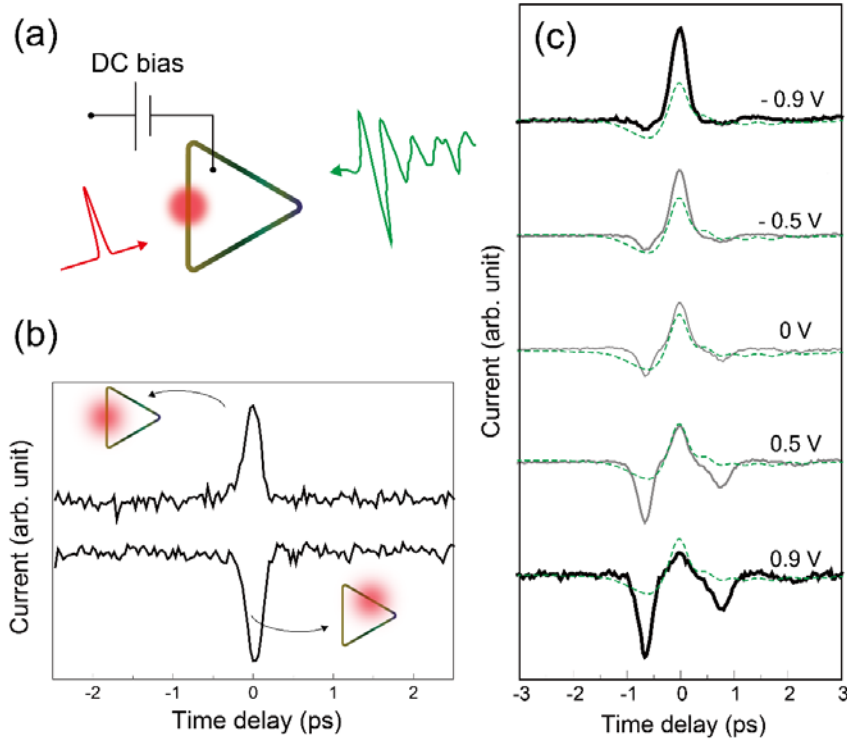 (a)
DC bias
(b)
Current (arb. unit)
-2
-1
0
1
2
Time delay (ps)
(c)
Current (arb. unit)
- 0.9 V
- 0.5 V
0 V
0.5 V
0.9 V
-3
-2
-1
0
1
2
3
Time delay (ps)